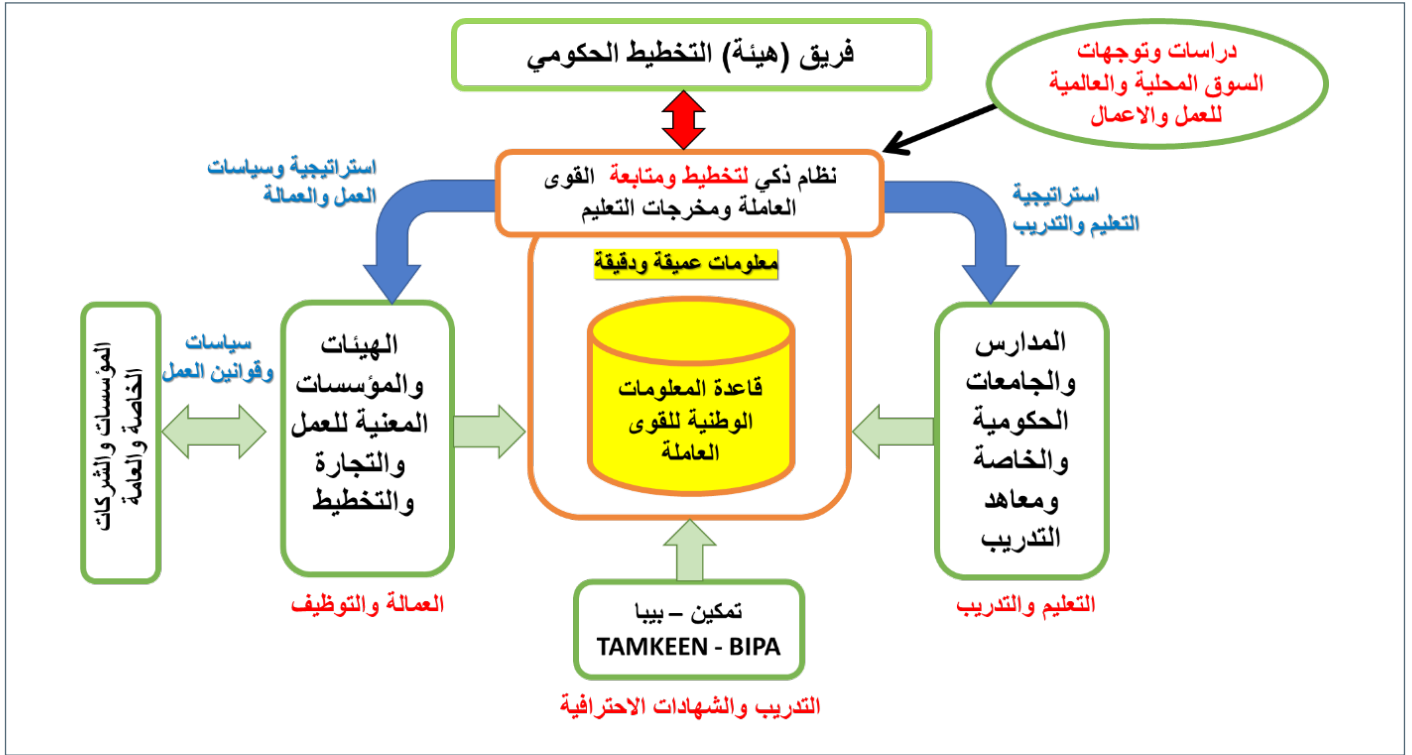 فريق (هيئة) التخطيط الحكومي
دراسات وتوجهات
السوق المحلية والعالمية
للعمل والاعمال
نظام ذكي لتخطيط ومتابعة القوى
العاملة ومخرجات التعليم
استراتيجية
التعليم والتدريب
استراتيجية وسياسات
العمل والعمالة
معلومات عميقة ودقيقة
قاعدة المعلومات
الوطنية للقوى
العاملة
المدارس
والجامعات
الحكومية
والخاصة
ومعاهد
التدريب
التعليم والتدريب
الهيئات
والمؤسسات
المعنية للعمل
والتجارة
والتخطيط
العمالة والتوظيف
سياسات
وقوانين العمل
المؤسسات والشركات
الخاصة والعامة
تمكين – بيبا
TAMKEEN - BIPA
التدريب والشهادات الاحترافية